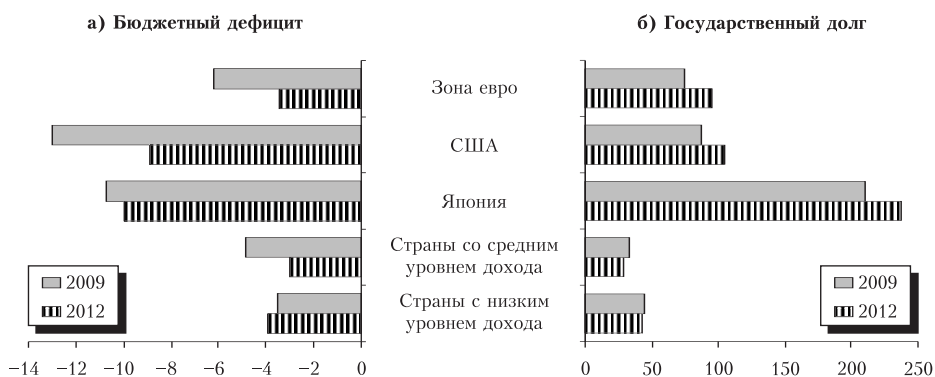 а) Бюджетный дефицит
б) Государственный долг
Зона евро
США
Япония
Страны со средним
уровнем дохода
Страны с низким
уровнем дохода
2009
2012
2009
2012
−14 −12 −10 −8 −6 −4 −2 0
0 50 100 150 200 250